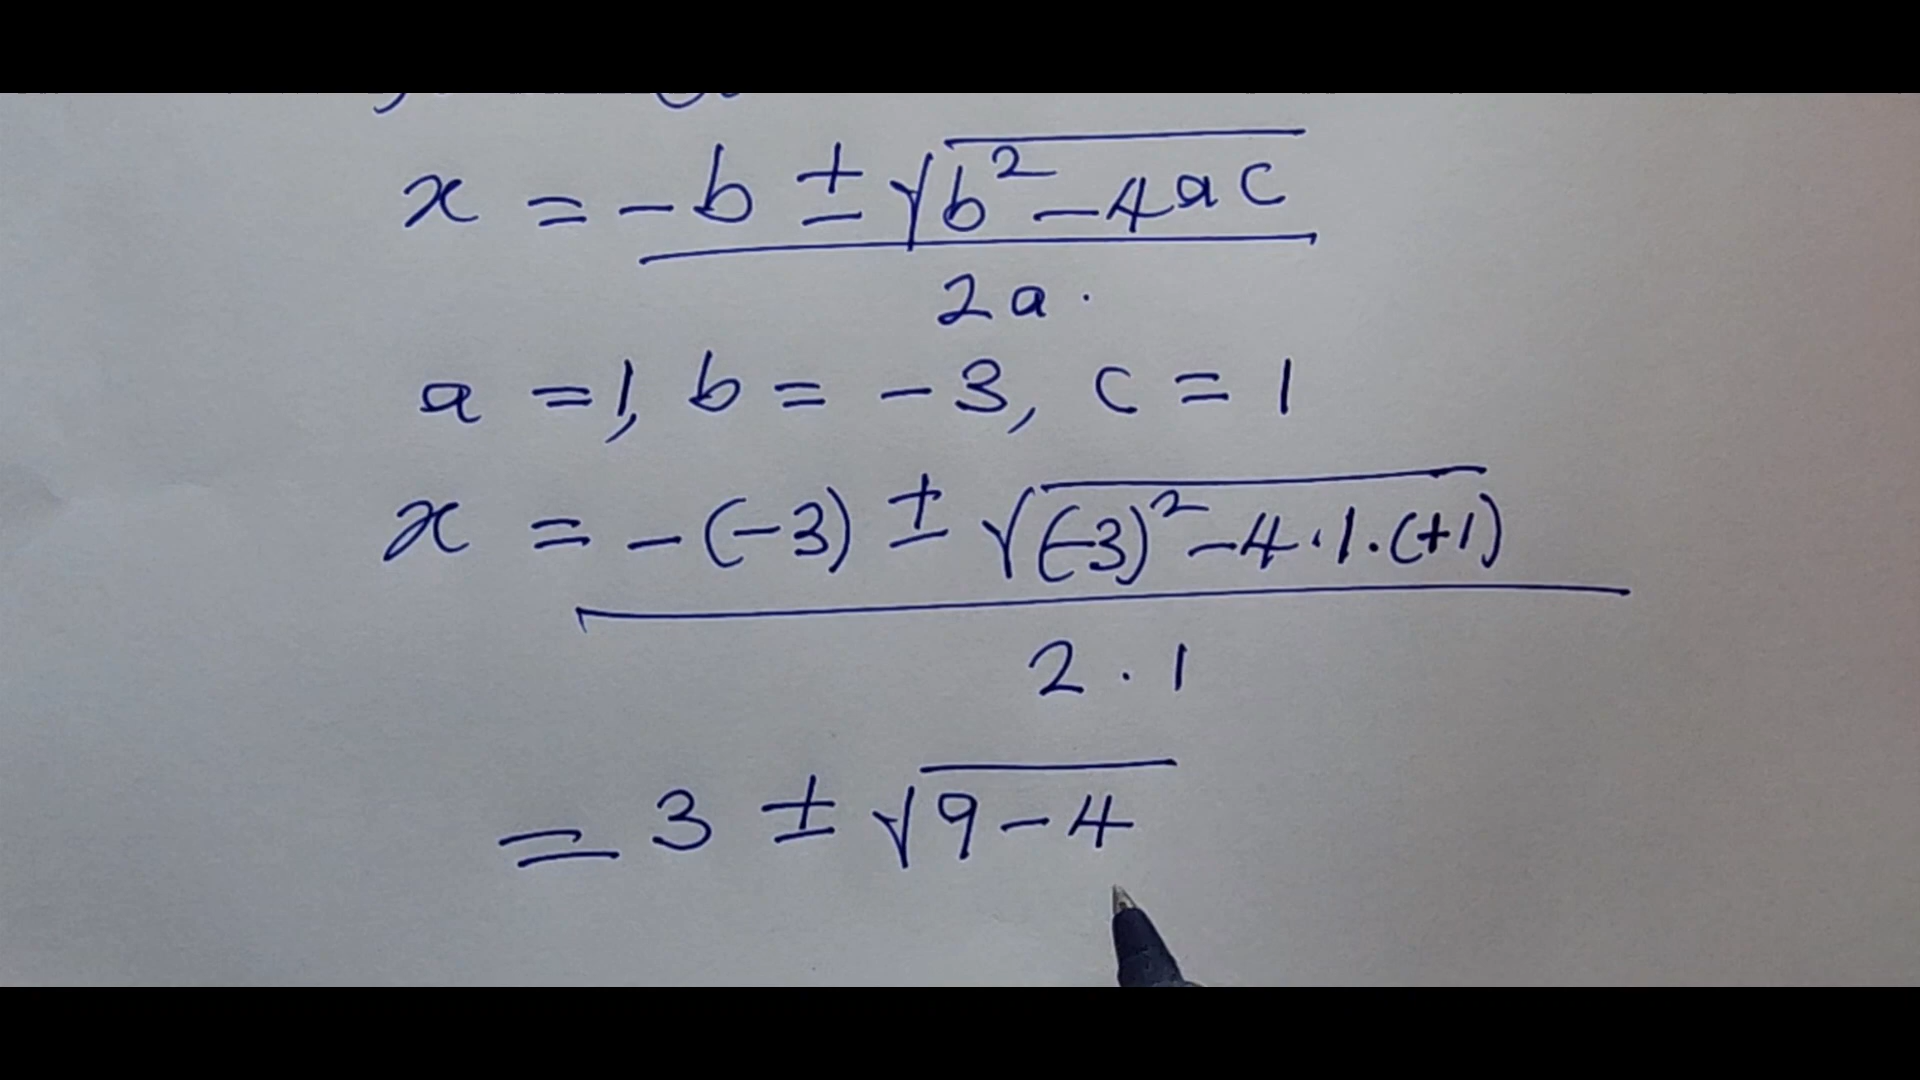 x = -b ± √b² - 4ac
2a.
a = 1, b = -3, c = 1
x = -(-3) ± √(-3)² - 4·1·(+1)
2·1
= 3 ± √9-4